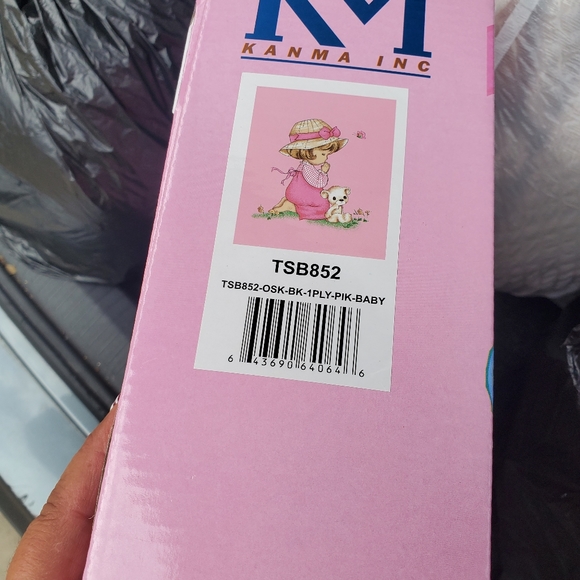 KM
KANMA INC
TSB852
TSB852-OSK-BK-1PLY-PIK-BABY
6 43690 64064 6